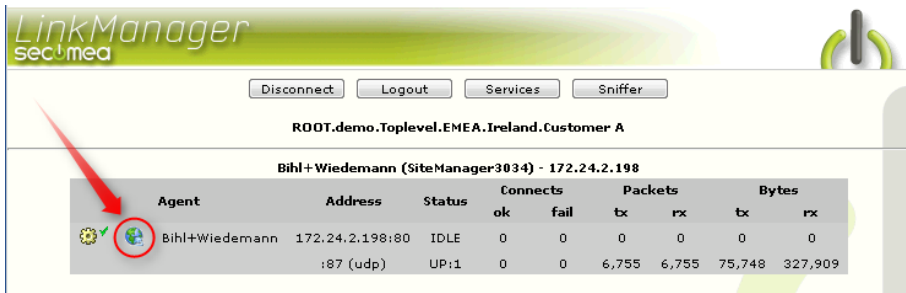 LinkManager
secomea
Disconnect Logout Services Sniffer
ROOT.demo.Toplevel.EMEA.Ireland.Customer A
Bihl+Wiedemann (SiteManager3034) - 172.24.2.198
Agent Address Status Connects Packets Bytes
ok fail tx rx tx rx
Bihl+Wiedemann 172.24.2.198:80 IDLE 0 0 0 0 0 0
:87 (udp) UP:1 0 0 6,755 6,755 75,748 327,909